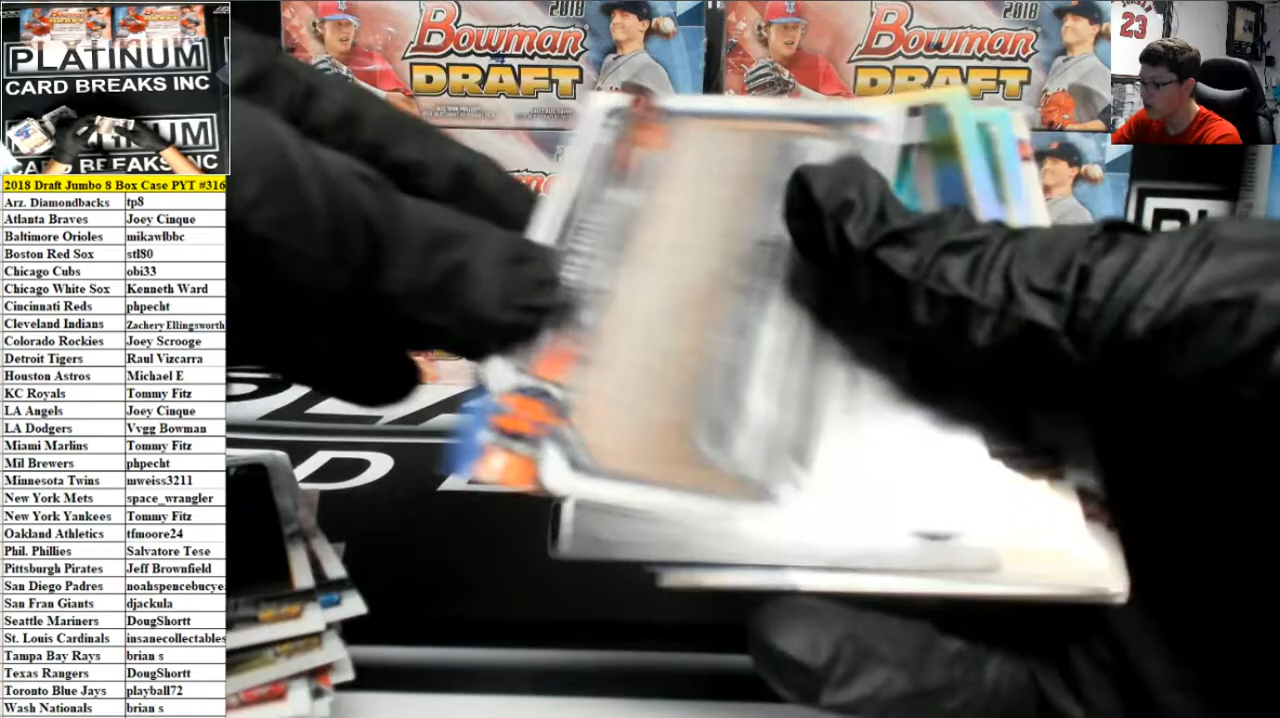 PLATINUM
CARD BREAKS INC
CARD BREAKS INC
2018
Bowman
DRAFT
2018
Bowman
DRAFT
23
2018 Draft Jumbo 8 Box Case PYT #316
Arz. Diamondbacks tp8
Atlanta Braves Joey Cinque
Baltimore Orioles mikawlbbc
Boston Red Sox stl80
Chicago Cubs obi33
Chicago White Sox Kenneth Ward
Cincinnati Reds phpecht
Cleveland Indians Zachery Ellingsworth
Colorado Rockies Joey Scrooge
Detroit Tigers Raul Vizcarra
Houston Astros Michael E
KC Royals Tommy Fitz
LA Angels Joey Cinque
LA Dodgers Vvgg Bowman
Miami Marlins Tommy Fitz
Mil Brewers phpecht
Minnesota Twins mweiss3211
New York Mets space_wrangler
New York Yankees Tommy Fitz
Oakland Athletics tfmoore24
Phil. Phillies Salvatore Tese
Pittsburgh Pirates Jeff Brownfield
San Diego Padres noahspencebucye
San Fran Giants djackula
Seattle Mariners DougShortt
St. Louis Cardinals insanecollectables
Tampa Bay Rays brian s
Texas Rangers DougShortt
Toronto Blue Jays playball72
Wash Nationals brian s